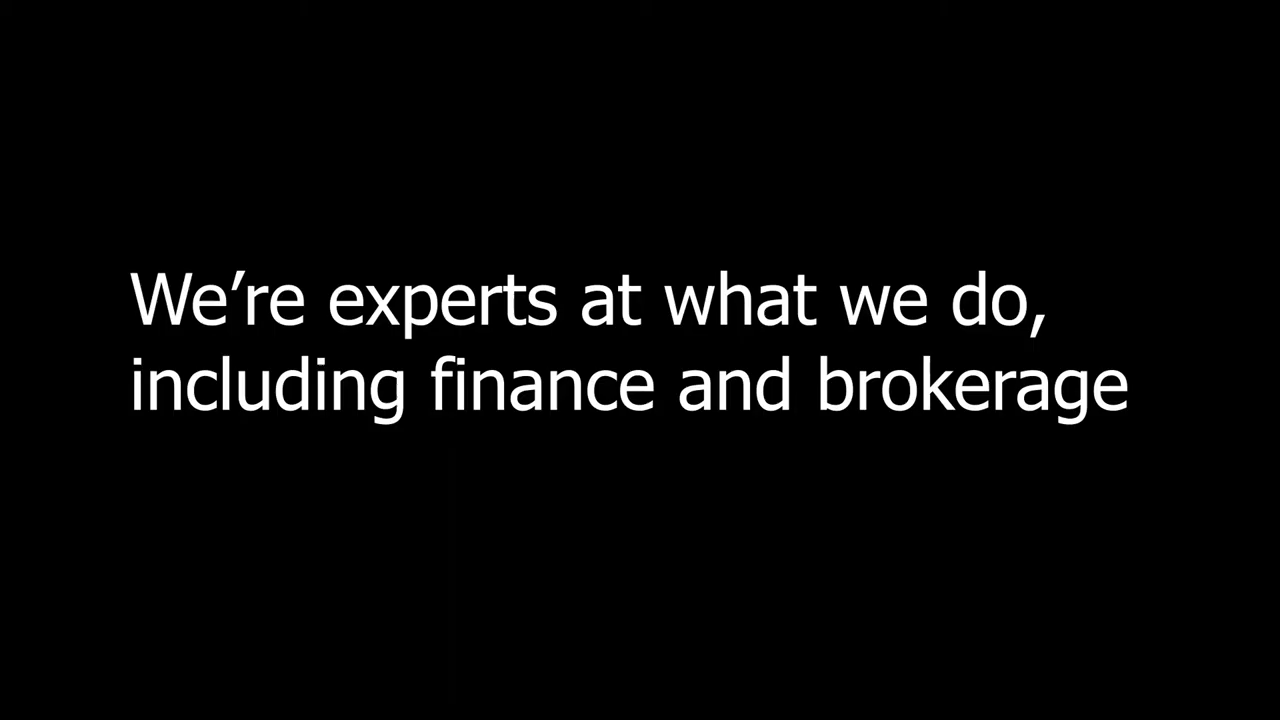 We’re experts at what we do,
including finance and brokerage